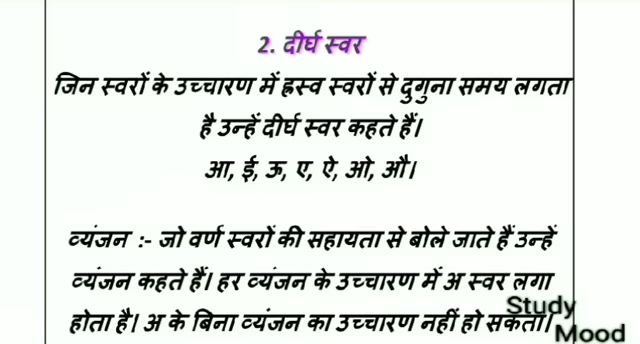 2. दीर्घ स्वर
जिन स्वरों के उच्चारण में ह्रस्व स्वरों से दुगुना समय लगता
है उन्हें दीर्घ स्वर कहते हैं।
आ, ई, ऊ, ए, ऐ, ओ, औ।
व्यंजन :- जो वर्ण स्वरों की सहायता से बोले जाते हैं उन्हें
व्यंजन कहते हैं। हर व्यंजन के उच्चारण में अ स्वर लगा
होता है। अ के बिना व्यंजन का उच्चारण नहीं हो सकता।
Study
Mood